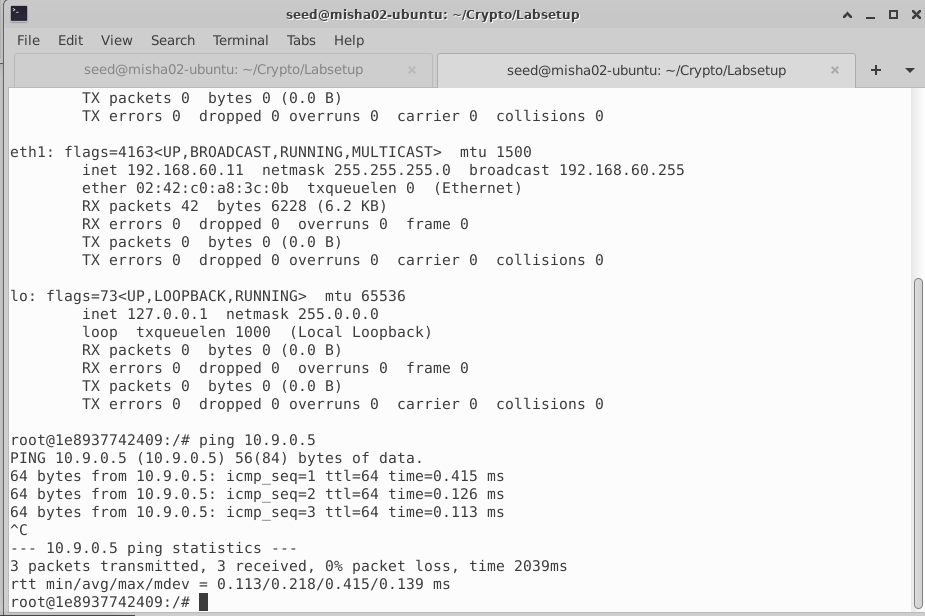 seed@misha02-ubuntu: ~/Crypto/Labsetup
File Edit View Search Terminal Tabs Help
seed@misha02-ubuntu: ~/Crypto/Labsetup × seed@misha02-ubuntu: ~/Crypto/Labsetup × +
TX packets 0 bytes 0 (0.0 B)
TX errors 0 dropped 0 overruns 0 carrier 0 collisions 0
eth1: flags=4163<UP,BROADCAST,RUNNING,MULTICAST> mtu 1500
inet 192.168.60.11 netmask 255.255.255.0 broadcast 192.168.60.255
ether 02:42:c0:a8:3c:0b txqueuelen 0 (Ethernet)
RX packets 42 bytes 6228 (6.2 KB)
RX errors 0 dropped 0 overruns 0 frame 0
TX packets 0 bytes 0 (0.0 B)
TX errors 0 dropped 0 overruns 0 carrier 0 collisions 0
lo: flags=73<UP,LOOPBACK,RUNNING> mtu 65536
inet 127.0.0.1 netmask 255.0.0.0
loop txqueuelen 1000 (Local Loopback)
RX packets 0 bytes 0 (0.0 B)
RX errors 0 dropped 0 overruns 0 frame 0
TX packets 0 bytes 0 (0.0 B)
TX errors 0 dropped 0 overruns 0 carrier 0 collisions 0
root@1e8937742409:/# ping 10.9.0.5
PING 10.9.0.5 (10.9.0.5) 56(84) bytes of data.
64 bytes from 10.9.0.5: icmp_seq=1 ttl=64 time=0.415 ms
64 bytes from 10.9.0.5: icmp_seq=2 ttl=64 time=0.126 ms
64 bytes from 10.9.0.5: icmp_seq=3 ttl=64 time=0.113 ms
^C
--- 10.9.0.5 ping statistics ---
3 packets transmitted, 3 received, 0% packet loss, time 2039ms
rtt min/avg/max/mdev = 0.113/0.218/0.415/0.139 ms
root@1e8937742409:/#